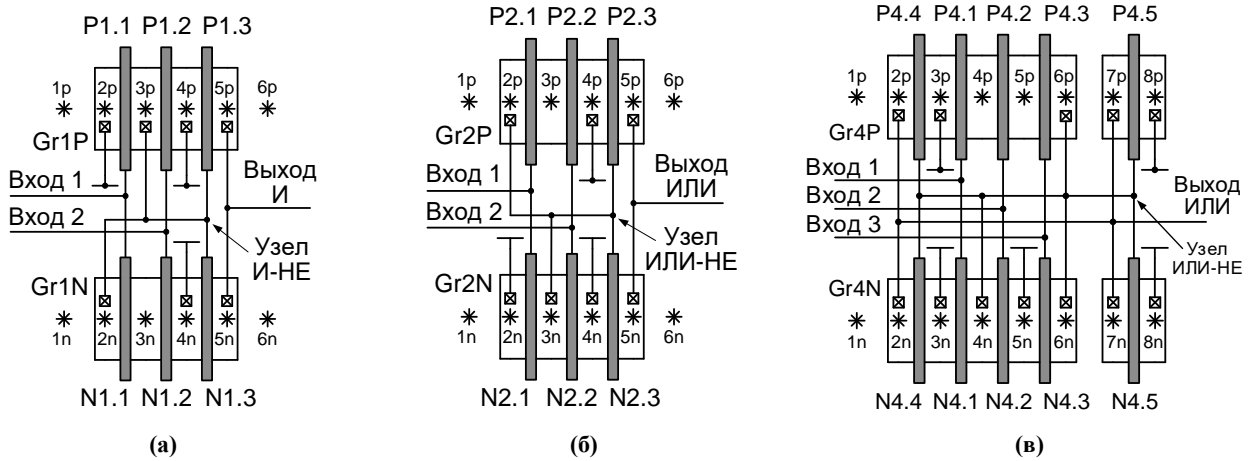 P1.1 P1.2 P1.3
1p 2p 3p 4p 5p 6p
Gr1P
Вход 1
Выход
И
Вход 2
Узел
И-НЕ
Gr1N
1n 2n 3n 4n 5n 6n
N1.1 N1.2 N1.3
(а)
P2.1 P2.2 P2.3
1p 2p 3p 4p 5p 6p
Gr2P
Вход 1
Выход
ИЛИ
Вход 2
Узел
ИЛИ-НЕ
Gr2N
1n 2n 3n 4n 5n 6n
N2.1 N2.2 N2.3
(б)
P4.4 P4.1 P4.2 P4.3 P4.5
1p 2p 3p 4p 5p 6p 7p 8p
Gr4P
Вход 1
Вход 2
Вход 3
Выход
ИЛИ
Узел
ИЛИ-НЕ
Gr4N
1n 2n 3n 4n 5n 6n 7n 8n
N4.4 N4.1 N4.2 N4.3 N4.5
(в)